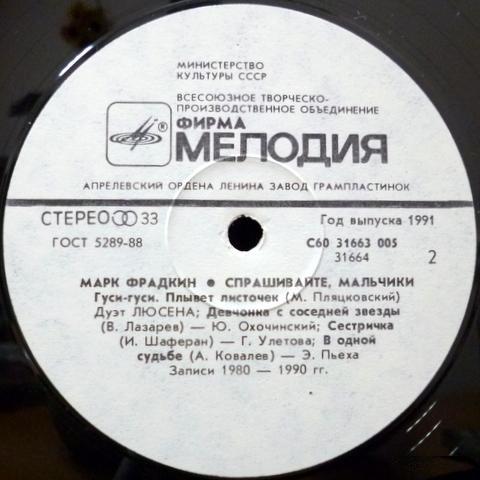 МИНИСТЕРСТВО
КУЛЬТУРЫ СССР
ВСЕСОЮЗНОЕ ТВОРЧЕСКО-
ПРОИЗВОДСТВЕННОЕ ОБЪЕДИНЕНИЕ
ФИРМА
® МЕЛОДИЯ
АПРЕЛЕВСКИЙ ОРДЕНА ЛЕНИНА ЗАВОД ГРАМПЛАСТИНОК
СТЕРЕО 33
Год выпуска 1991
ГОСТ 5289-88
С60 31663 005
31664
2
МАРК ФРАДКИН ● СПРАШИВАЙТЕ, МАЛЬЧИКИ
Гуси-гуси. Плывет листочек (М. Пляцковский)
Дуэт ЛЮСЕНА; Девчонка с соседней звезды
(В. Лазарев) — Ю. Охочинский; Сестричка
(И. Шаферан) — Г. Улетова; В одной
судьбе (А. Ковалев) — Э. Пьеха
Записи 1980 — 1990 гг.